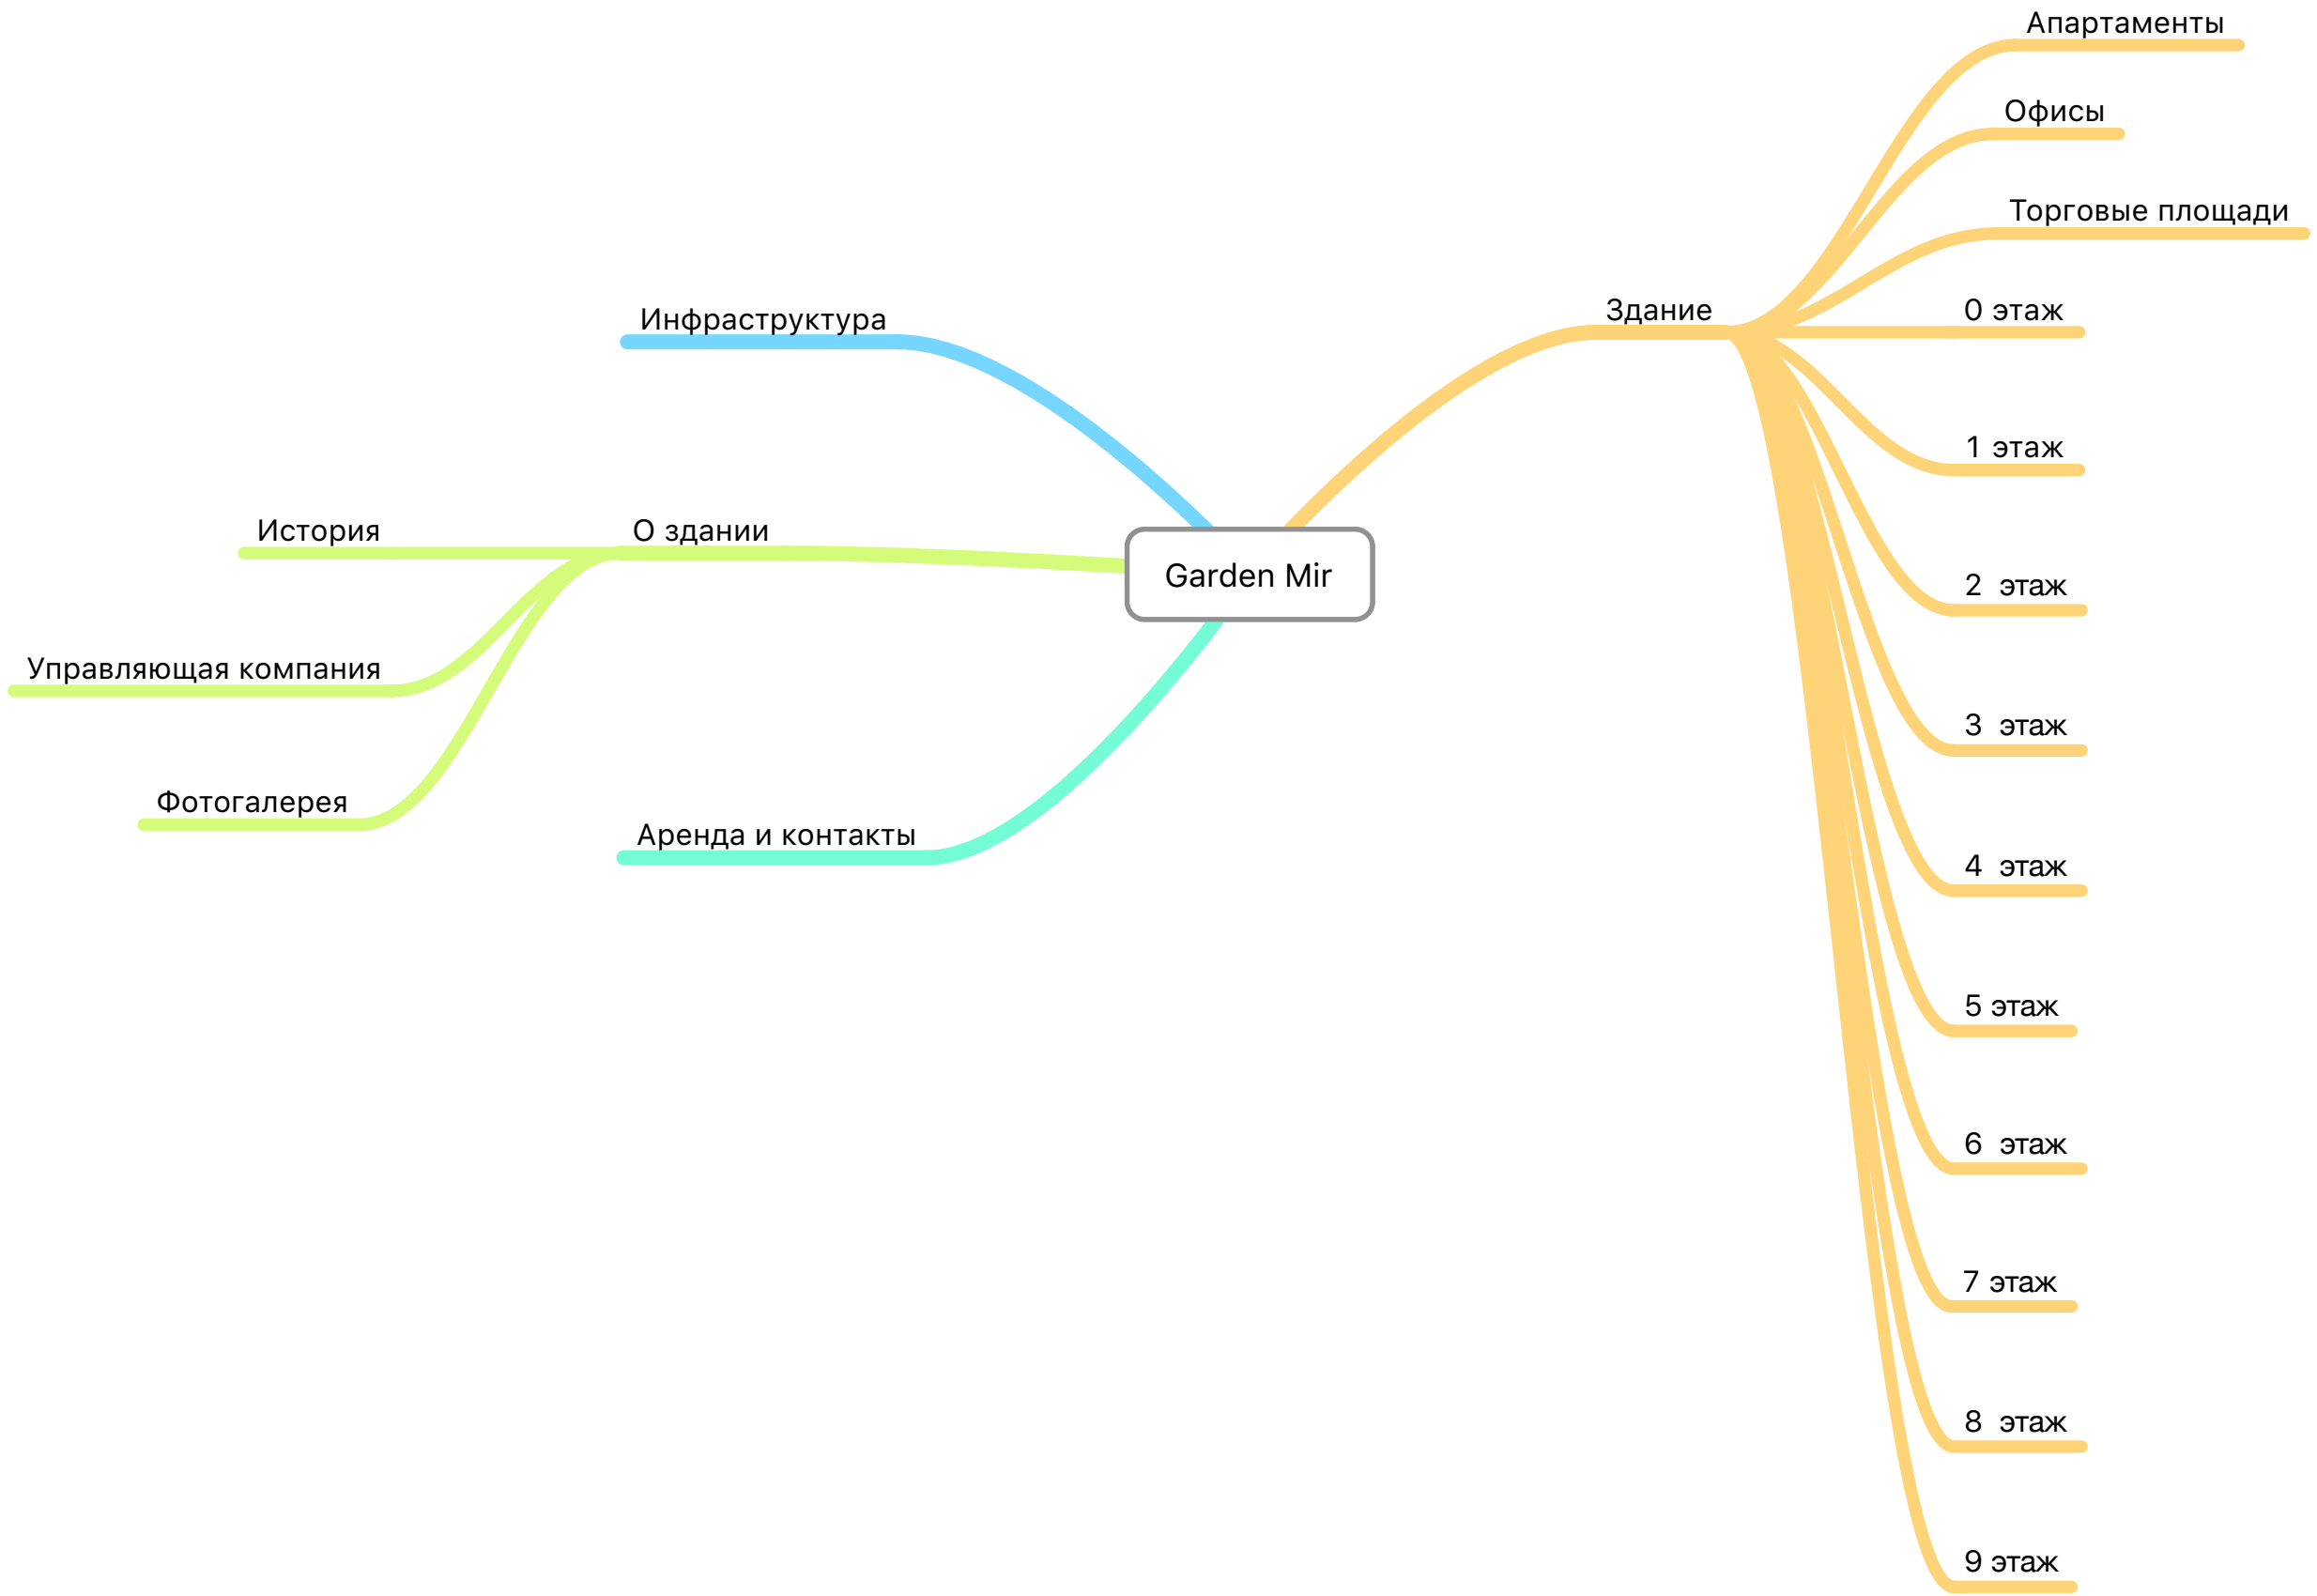 Апартаменты
Офисы
Торговые площади
Здание
0 этаж
Инфраструктура
1 этаж
История
О здании
Garden Mir
2  этаж
Управляющая компания
3  этаж
Фотогалерея
Аренда и контакты
4  этаж
5 этаж
6  этаж
7 этаж
8  этаж
9 этаж